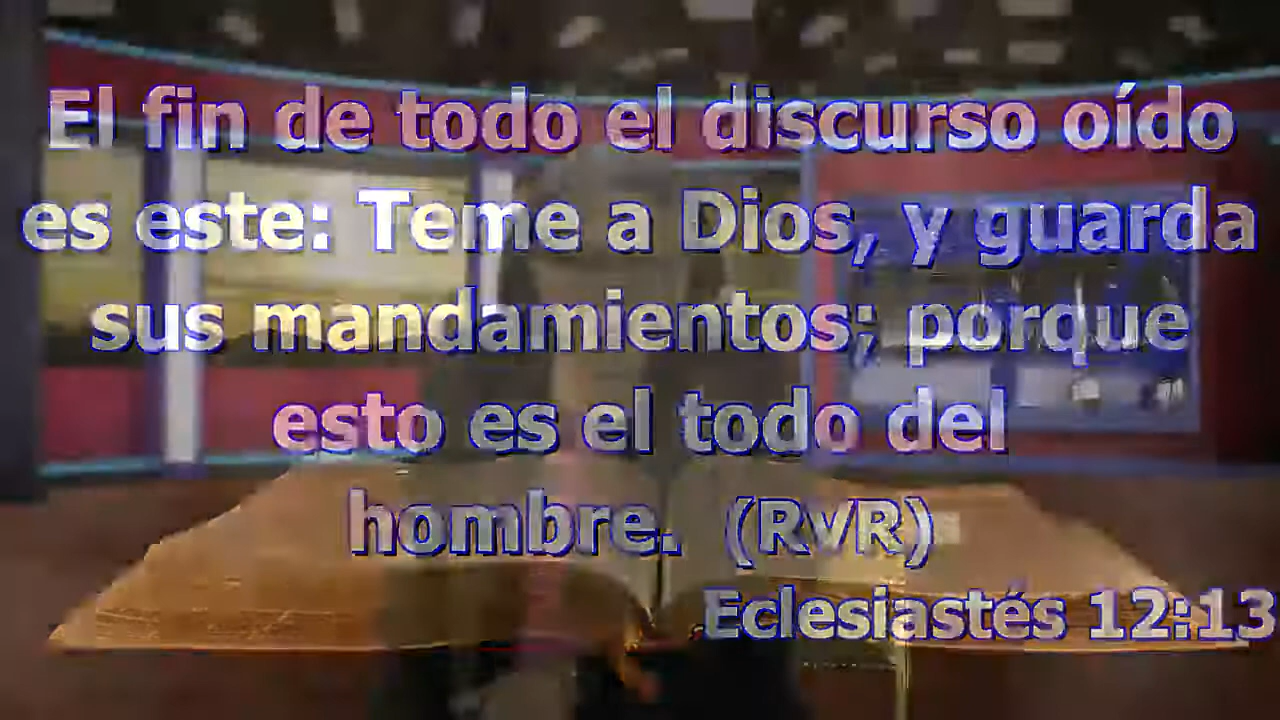 El fin de todo el discurso oído
es este: Teme a Dios, y guarda
sus mandamientos; porque
esto es el todo del
hombre. (RvR)
Eclesiastés 12:13